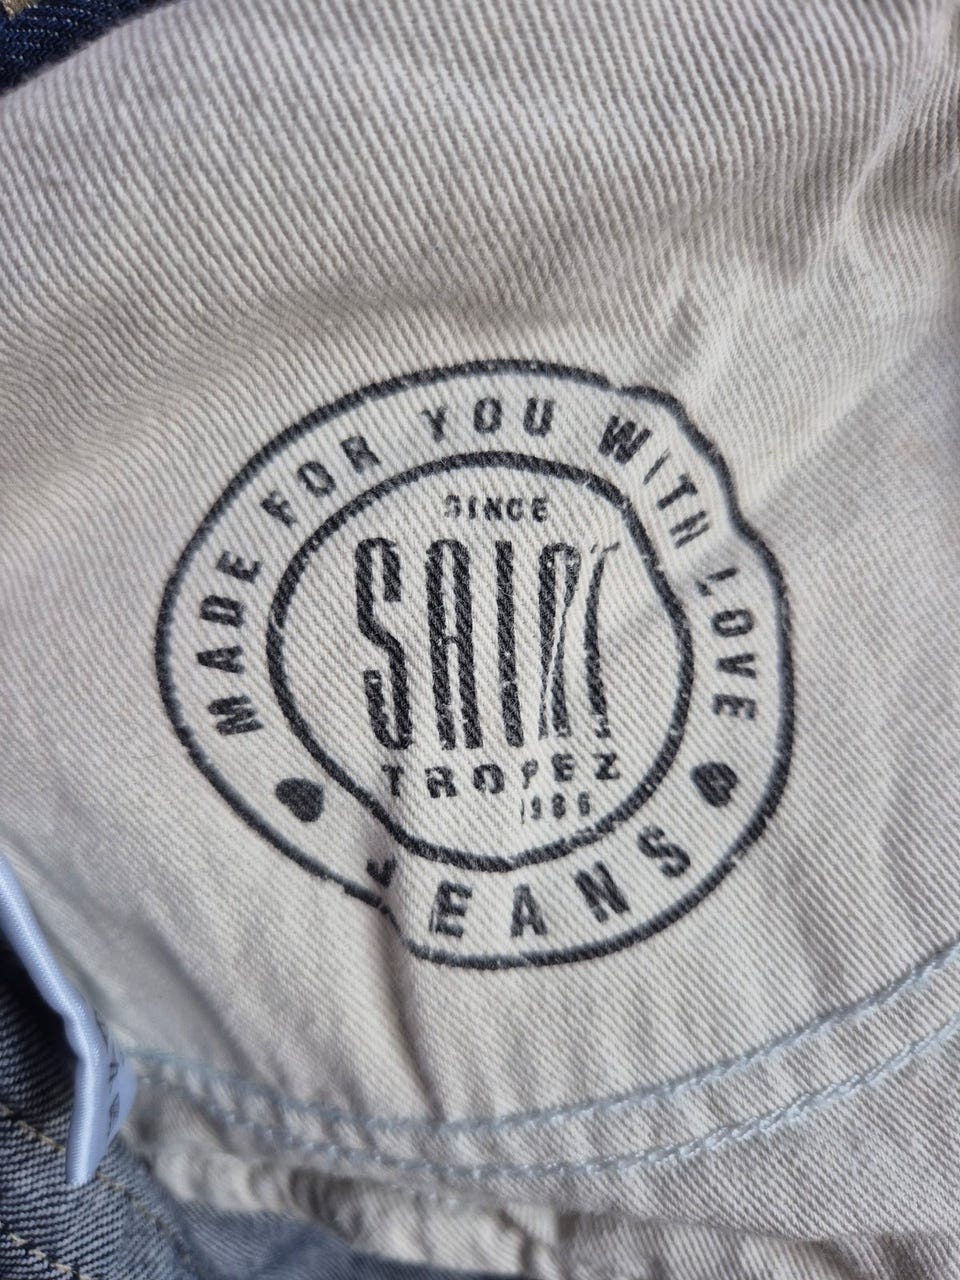 MADE FOR YOU WITH LOVE
SINCE
SAINT
TROPEZ
1986
JEANS